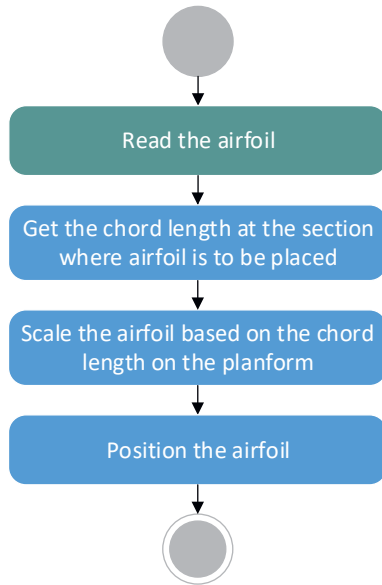 Read the airfoil
Get the chord length at the section
where airfoil is to be placed
Scale the airfoil based on the chord
length on the planform
Position the airfoil